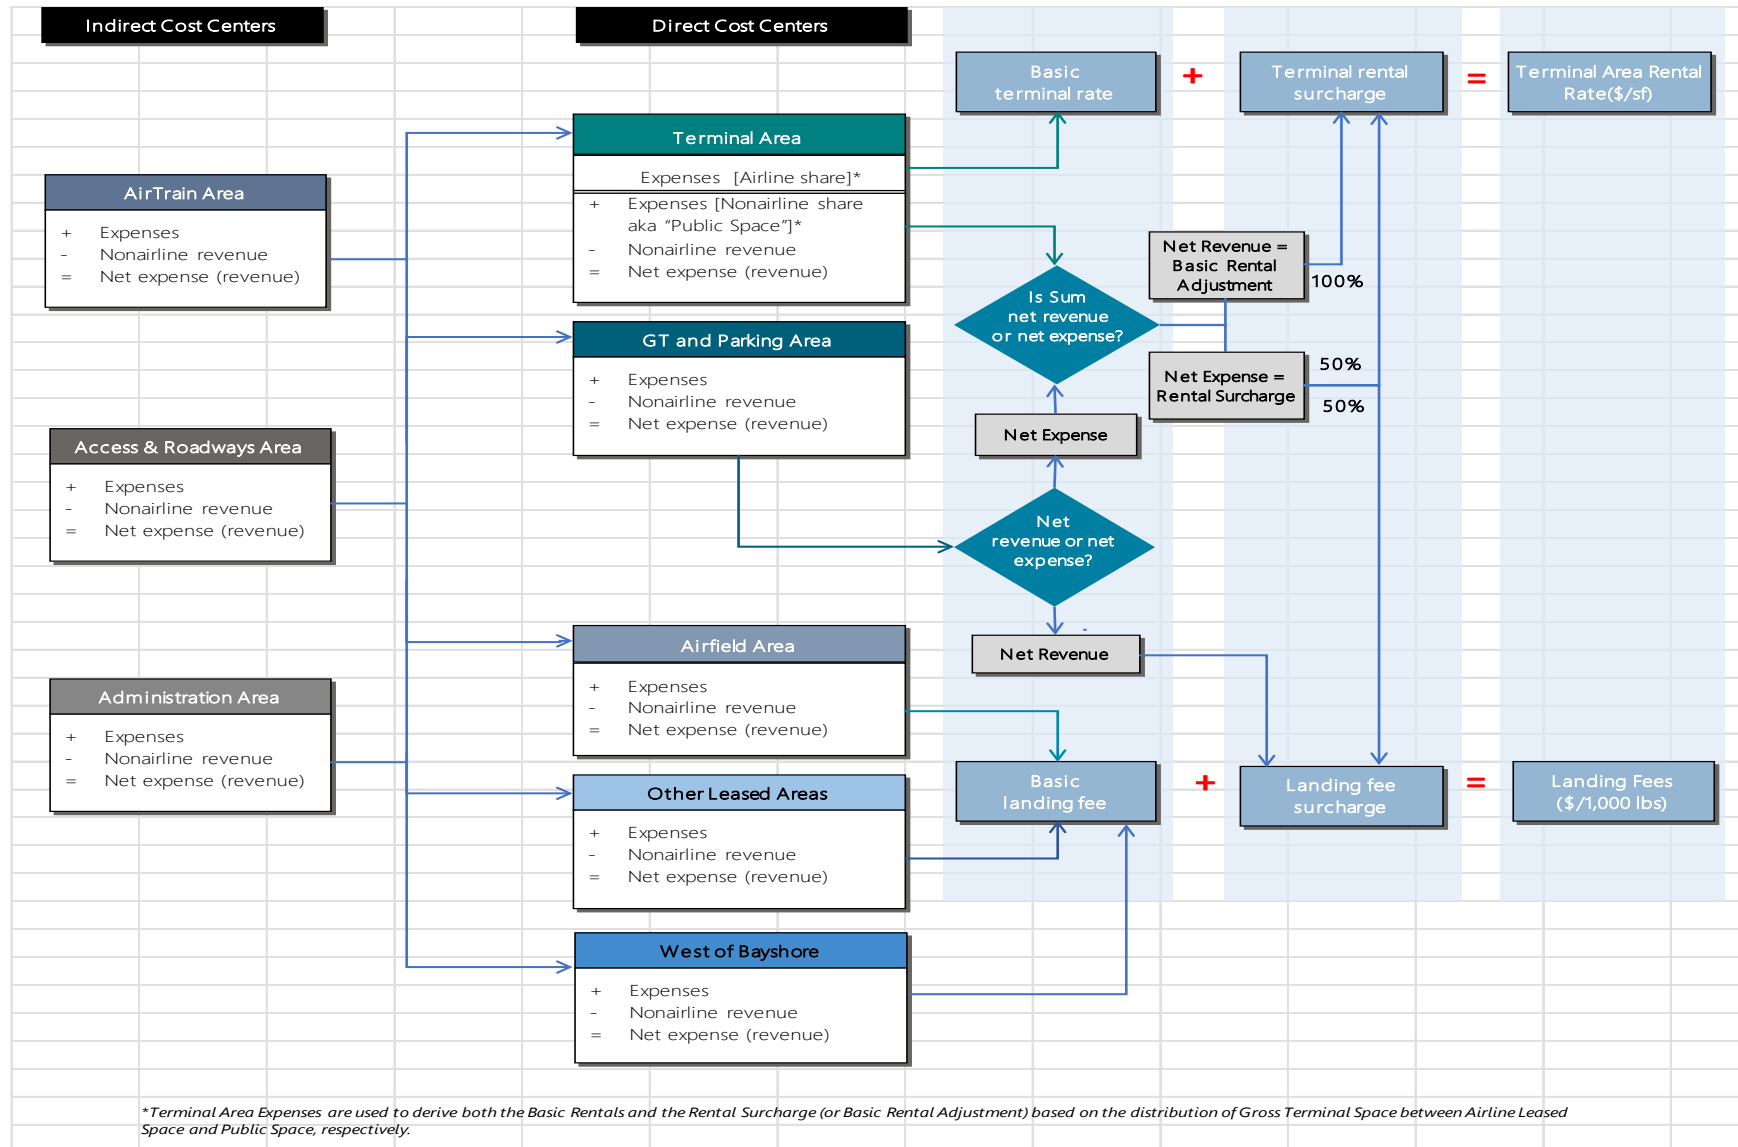 Indirect Cost Centers
Direct Cost Centers
Basic
terminal rate
+
Terminal rental
surcharge
=
Terminal Area Rental
Rate($/sf)
Terminal Area
Expenses [Airline share]*
+ Expenses [Nonairline share
aka “Public Space”]*
- Nonairline revenue
= Net expense (revenue)
AirTrain Area
+ Expenses
- Nonairline revenue
= Net expense (revenue)
Net Revenue =
Basic Rental
Adjustment
100%
Is Sum
net revenue
or net expense?
GT and Parking Area
+ Expenses
- Nonairline revenue
= Net expense (revenue)
50%
Net Expense =
Rental Surcharge
50%
Net Expense
Access & Roadways Area
+ Expenses
- Nonairline revenue
= Net expense (revenue)
Net
revenue or net
expense?
-
Net Revenue
Airfield Area
+ Expenses
- Nonairline revenue
= Net expense (revenue)
Administration Area
+ Expenses
- Nonairline revenue
= Net expense (revenue)
Basic
landing fee
+
Landing fee
surcharge
=
Landing Fees
($/1,000 lbs)
Other Leased Areas
+ Expenses
- Nonairline revenue
= Net expense (revenue)
West of Bayshore
+ Expenses
- Nonairline revenue
= Net expense (revenue)
*Terminal Area Expenses are used to derive both the Basic Rentals and the Rental Surcharge (or Basic Rental Adjustment) based on the distribution of Gross Terminal Space between Airline Leased
Space and Public Space, respectively.